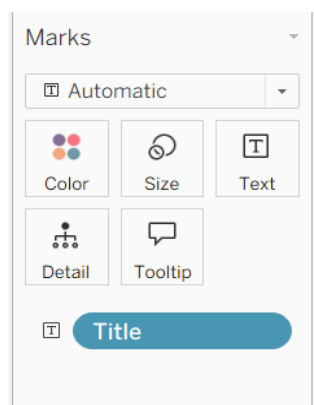 Marks
Automatic
Color Size Text
Detail Tooltip
Title